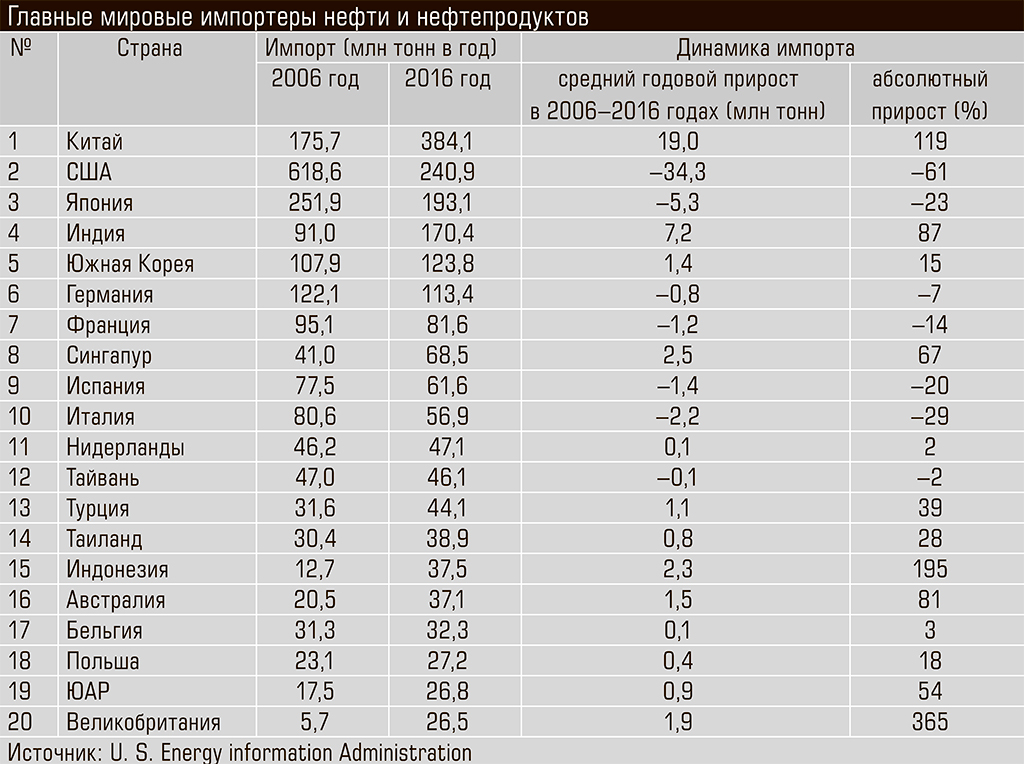 Главные мировые импортеры нефти и нефтепродуктов
№ Страна Импорт (млн тонн в год) Динамика импорта
2006 год 2016 год средний годовой прирост в 2006–2016 годах (млн тонн) абсолютный прирост (%)
1 Китай 175,7 384,1 19,0 119
2 США 618,6 240,9 –34,3 –61
3 Япония 251,9 193,1 –5,3 –23
4 Индия 91,0 170,4 7,2 87
5 Южная Корея 107,9 123,8 1,4 15
6 Германия 122,1 113,4 –0,8 –7
7 Франция 95,1 81,6 –1,2 –14
8 Сингапур 41,0 68,5 2,5 67
9 Испания 77,5 61,6 –1,4 –20
10 Италия 80,6 56,9 –2,2 –29
11 Нидерланды 46,2 47,1 0,1 2
12 Тайвань 47,0 46,1 –0,1 –2
13 Турция 31,6 44,1 1,1 39
14 Таиланд 30,4 38,9 0,8 28
15 Индонезия 12,7 37,5 2,3 195
16 Австралия 20,5 37,1 1,5 81
17 Бельгия 31,3 32,3 0,1 3
18 Польша 23,1 27,2 0,4 18
19 ЮАР 17,5 26,8 0,9 54
20 Великобритания 5,7 26,5 1,9 365
Источник: U. S. Energy information Administration